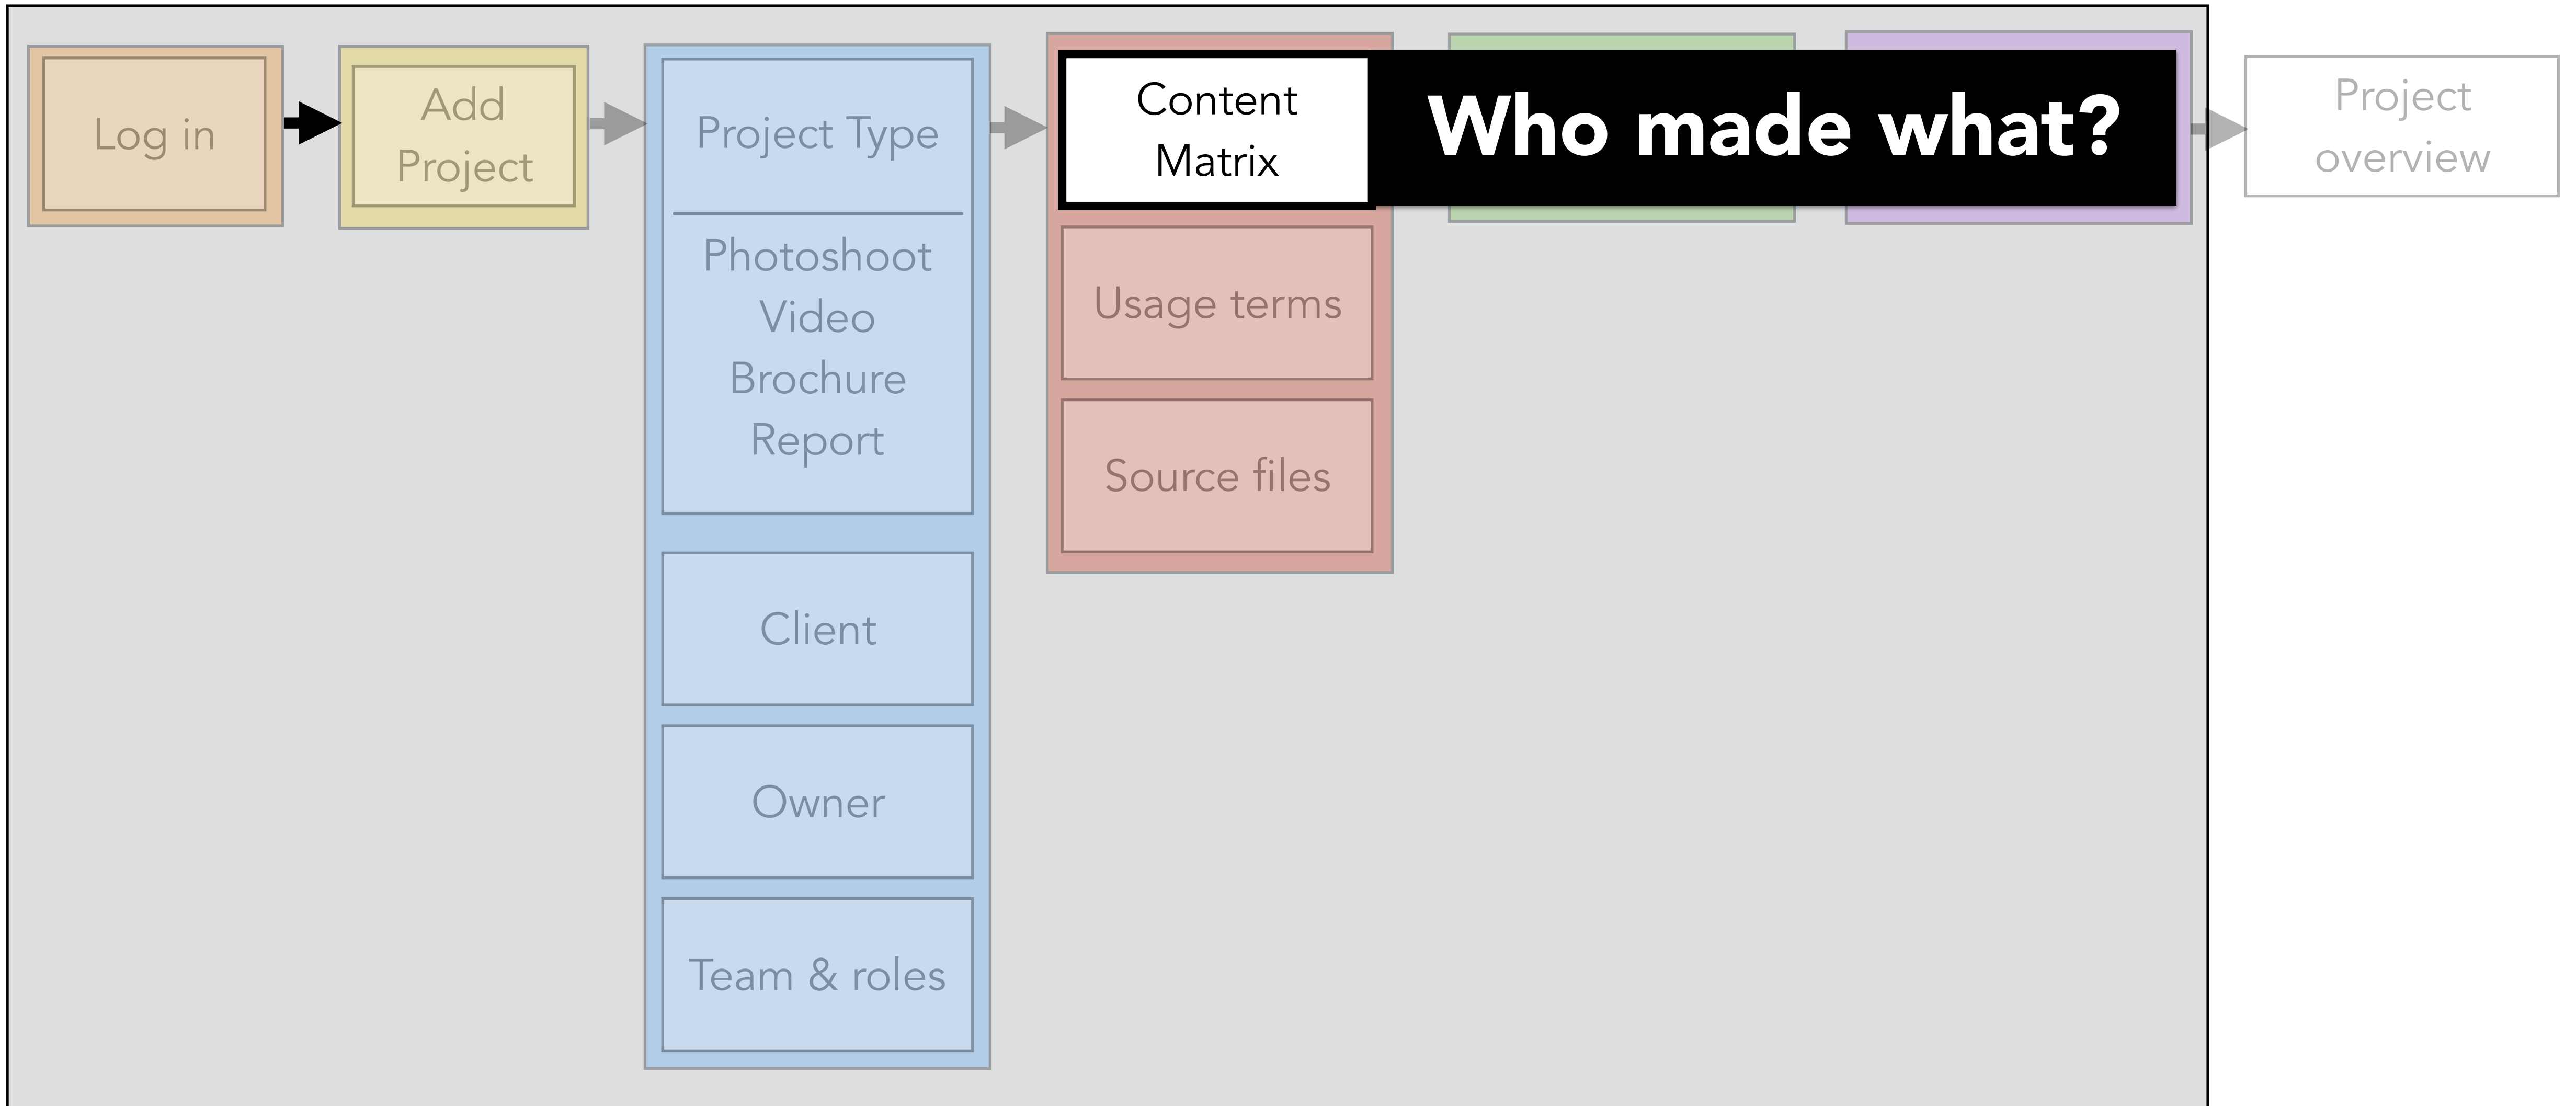 Log in
Add
Project
Project Type
Photoshoot
Video
Brochure
Report
Client
Owner
Team & roles
Content
Matrix
Who made what?
Usage terms
Source files
Project
overview